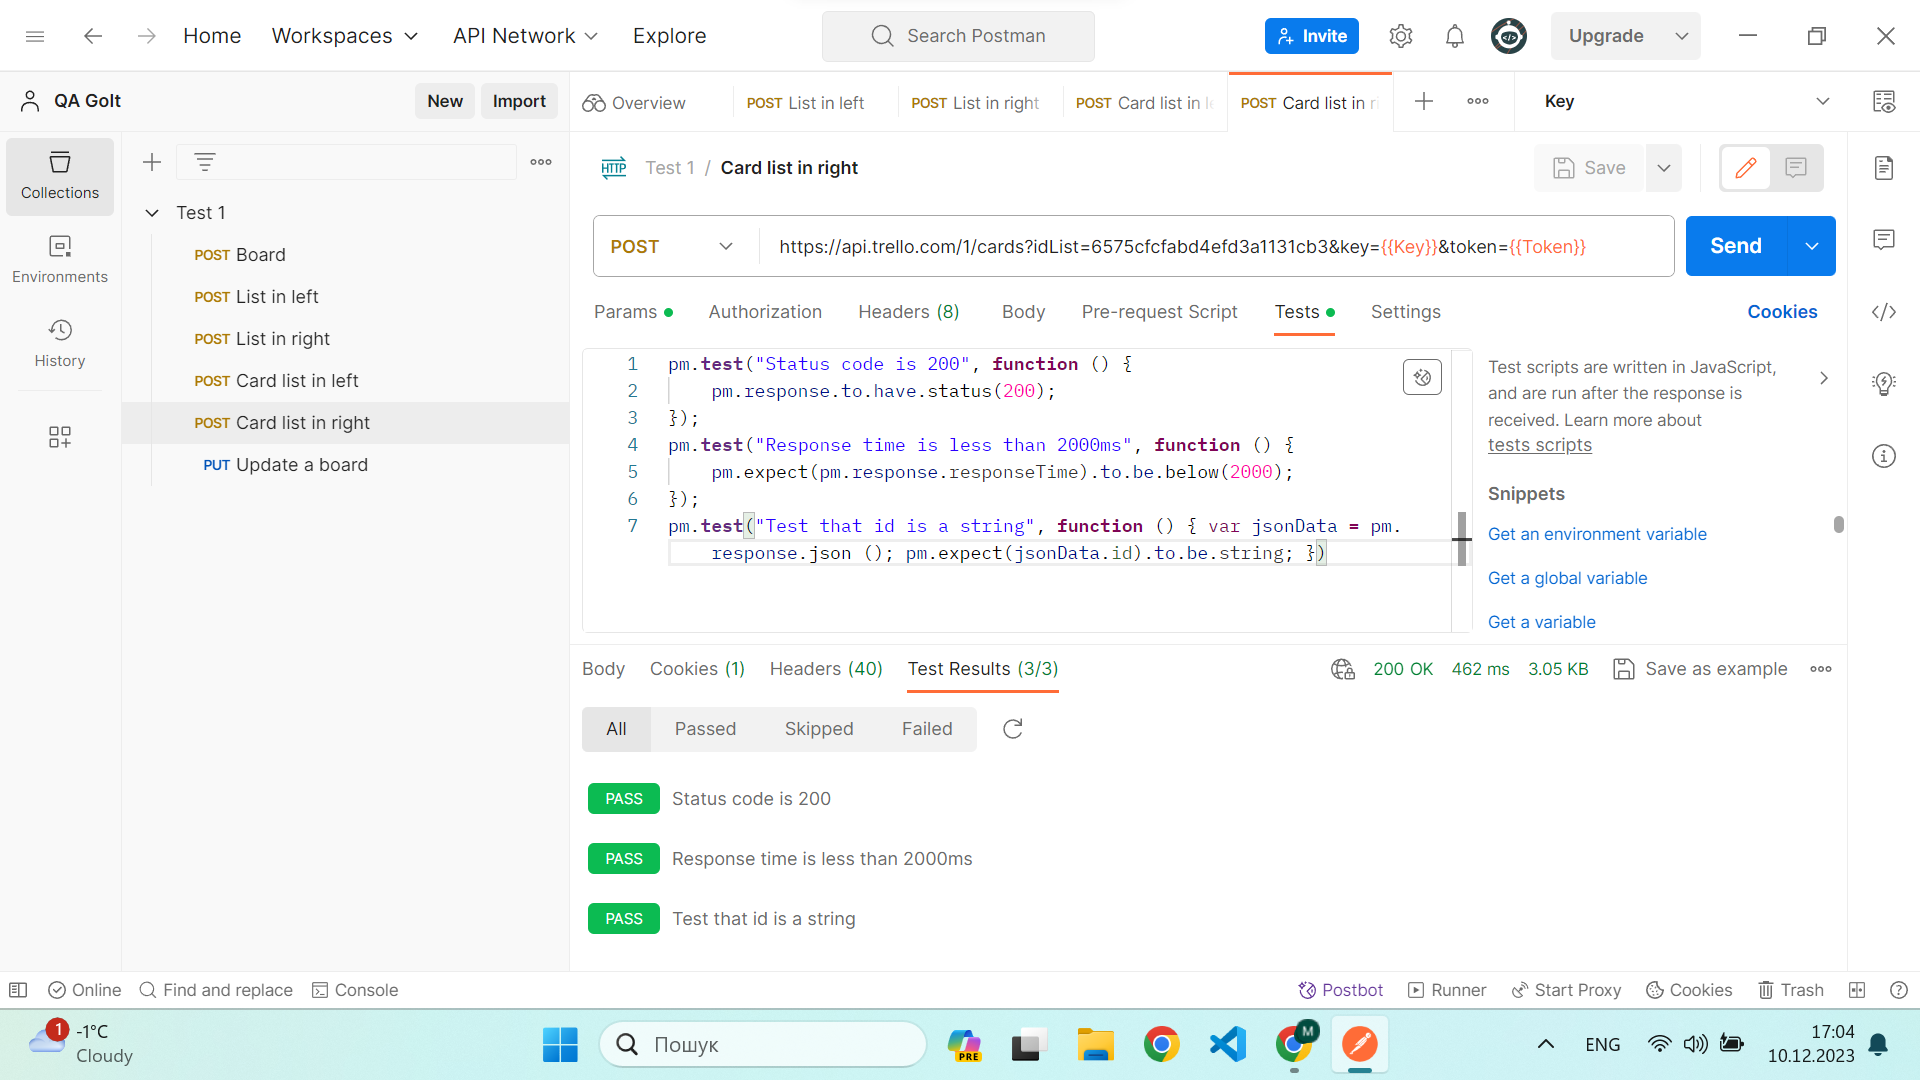 Home
Workspaces
API Network
Explore
Search Postman
Invite
Upgrade
QA GoIt
New
Import
Overview
POST List in left
POST List in right
POST Card list in le
POST Card list in ri
Key
Collections
Environments
History
Test 1
POST Board
POST List in left
POST List in right
POST Card list in left
POST Card list in right
PUT Update a board
HTTP
Test 1 / Card list in right
Save
POST
https://api.trello.com/1/cards?idList=6575cfcfabd4efd3a1131cb3&key={{Key}}&token={{Token}}
Send
Params
Authorization
Headers (8)
Body
Pre-request Script
Tests
Settings
Cookies
1 pm.test("Status code is 200", function () {
2 pm.response.to.have.status(200);
3 });
4 pm.test("Response time is less than 2000ms", function () {
5 pm.expect(pm.response.responseTime).to.be.below(2000);
6 });
7 pm.test("Test that id is a string", function () { var jsonData = pm.
response.json (); pm.expect(jsonData.id).to.be.string; })
Test scripts are written in JavaScript,
and are run after the response is
received. Learn more about
tests scripts
Snippets
Get an environment variable
Get a global variable
Get a variable
Body
Cookies (1)
Headers (40)
Test Results (3/3)
200 OK
462 ms
3.05 KB
Save as example
All
Passed
Skipped
Failed
PASS Status code is 200
PASS Response time is less than 2000ms
PASS Test that id is a string
Online
Find and replace
Console
Postbot
Runner
Start Proxy
Cookies
Trash
1
-1°C
Cloudy
Пошук
PRE
M
ENG
17:04
10.12.2023